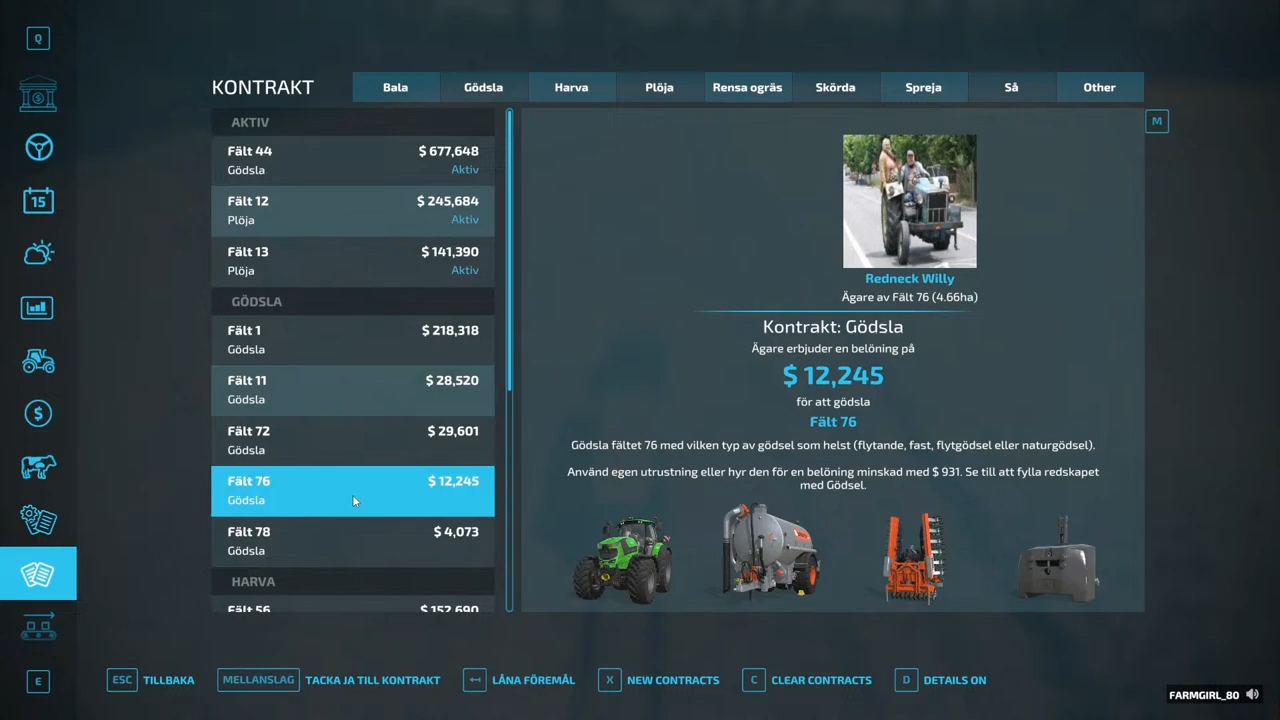 Q
KONTRAKT
Bala
Gödsla
Harva
Plöja
Rensa ogräs
Skörda
Spreja
Så
Other
M
AKTIV
Fält 44 $ 677,648
Gödsla Aktiv
Fält 12 $ 245,684
Plöja Aktiv
Fält 13 $ 141,390
Plöja Aktiv
GÖDSLA
Fält 1 $ 218,318
Gödsla
Fält 11 $ 28,520
Gödsla
Fält 72 $ 29,601
Gödsla
Fält 76 $ 12,245
Gödsla
Fält 78 $ 4,073
Gödsla
HARVA
Fält 56 $ 152,690
15
Redneck Willy
Ägare av Fält 76 (4.66ha)
Kontrakt: Gödsla
Ägare erbjuder en belöning på
$ 12,245
för att gödsla
Fält 76
Gödsla fältet 76 med vilken typ av gödsel som helst (flytande, fast, flytgödsel eller naturgödsel).
Använd egen utrustning eller hyr den för en belöning minskad med $ 931. Se till att fylla redskapet
med Gödsel.
E
ESC TILLBAKA
MELLANSLAG TACKA JA TILL KONTRAKT
↤ LÅNA FÖREMÅL
X NEW CONTRACTS
C CLEAR CONTRACTS
D DETAILS ON
FARMGIRL_80